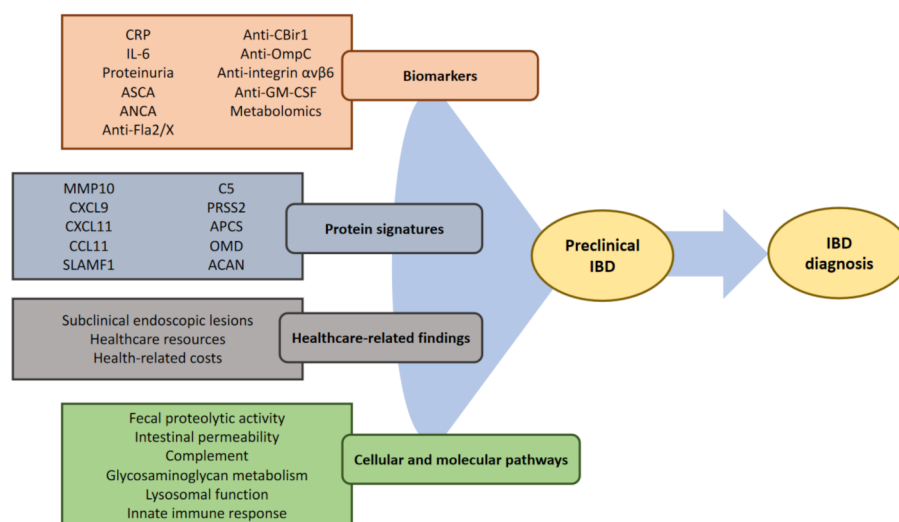 CRP
IL-6
Proteinuria
ASCA
ANCA
Anti-Fla2/X
Anti-CBir1
Anti-OmpC
Anti-integrin αvβ6
Anti-GM-CSF
Metabolomics
Biomarkers
MMP10
CXCL9
CXCL11
CCL11
SLAMF1
C5
PRSS2
APCS
OMD
ACAN
Protein signatures
Subclinical endoscopic lesions
Healthcare resources
Health-related costs
Healthcare-related findings
Fecal proteolytic activity
Intestinal permeability
Complement
Glycosaminoglycan metabolism
Lysosomal function
Innate immune response
Cellular and molecular pathways
Preclinical
IBD
IBD
diagnosis